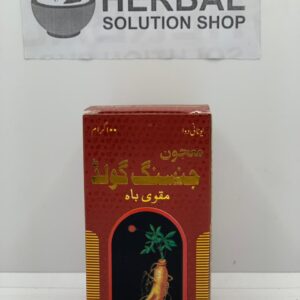 HERBAL
SOLUTION SHOP
یونانی دوا
۱۰۰ گرام
معجون
جنسنگ گولڈ
مقوی باہ